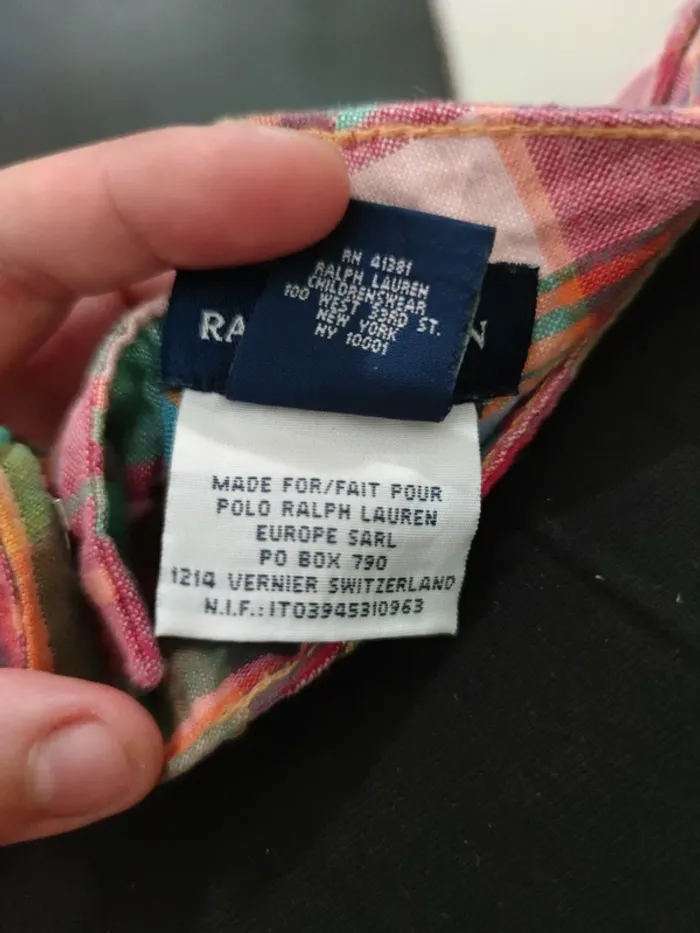 RN 41381
RALPH LAUREN
CHILDRENSWEAR
100 WEST 33RD ST.
NEW YORK
NY 10001
RA N
MADE FOR/FAIT POUR
POLO RALPH LAUREN
EUROPE SARL
PO BOX 790
1214 VERNIER SWITZERLAND
N.I.F.:IT03945310963